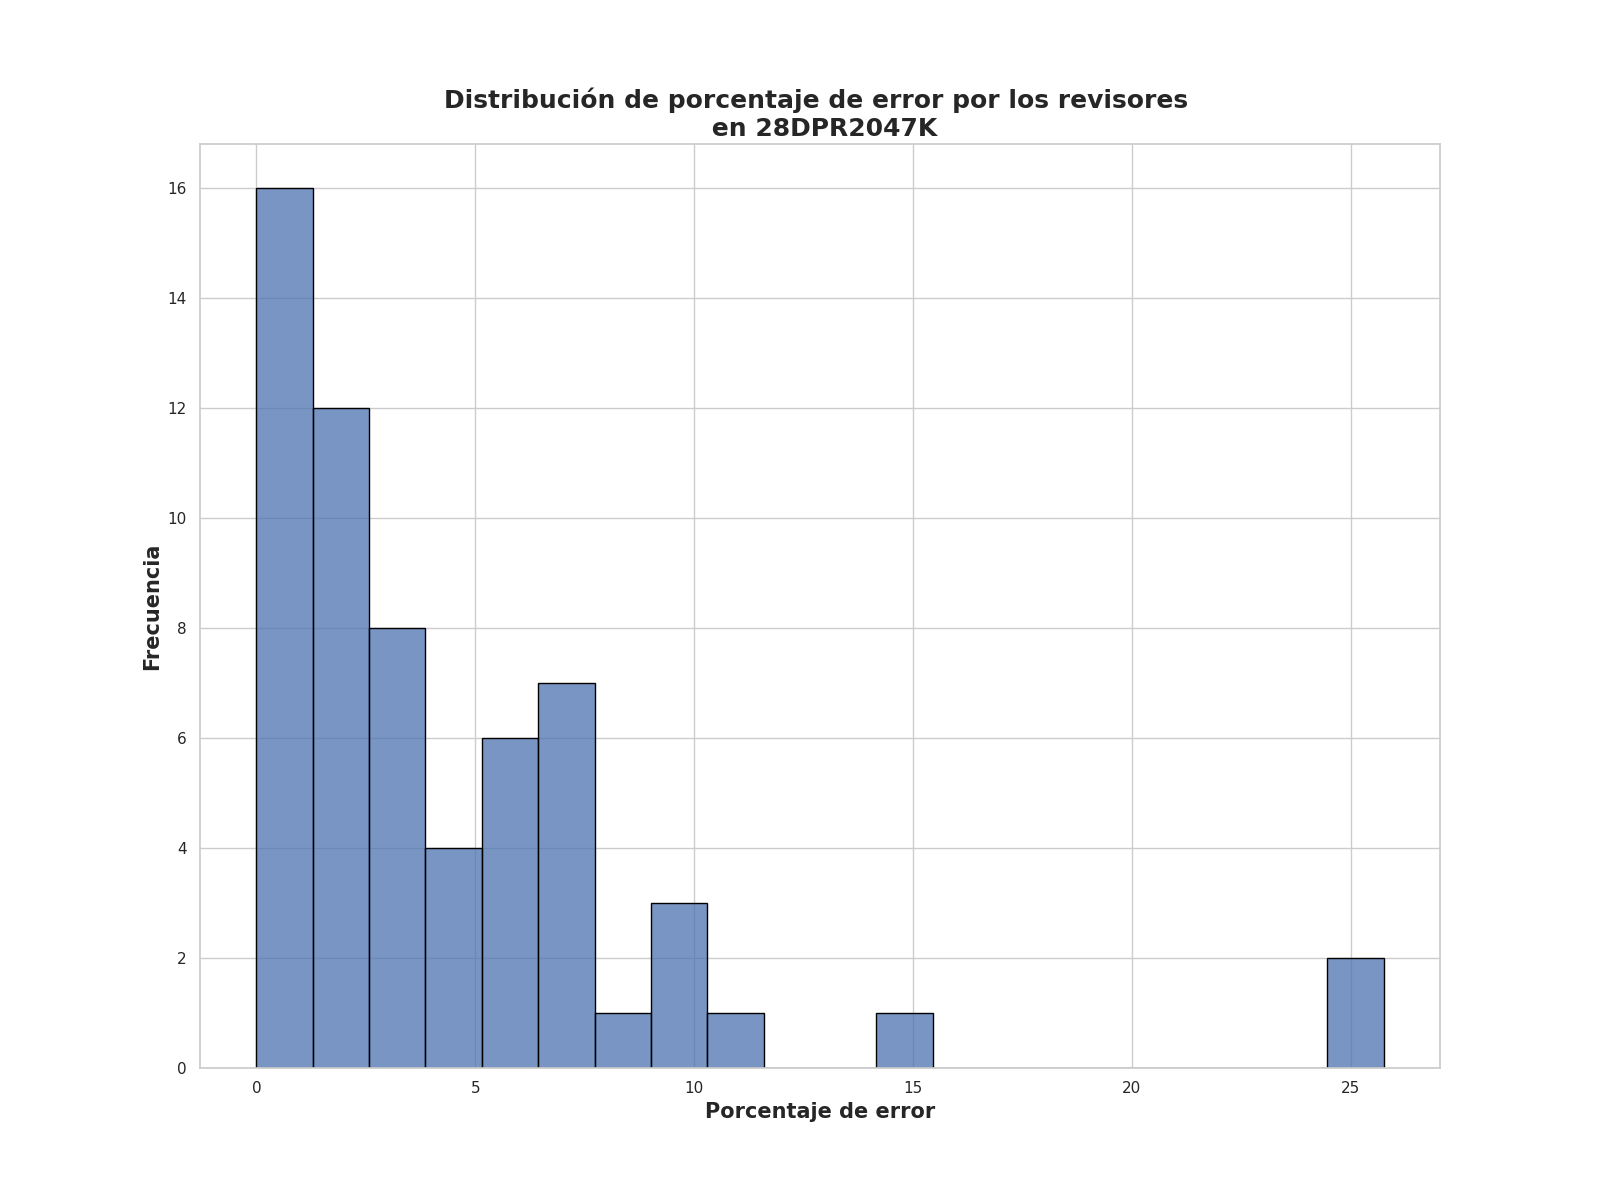 Distribución de porcentaje de error por los revisores
en 28DPR2047K
16
14
12
10
8
6
4
2
0
Frecuencia
0 5 10 15 20 25
Porcentaje de error